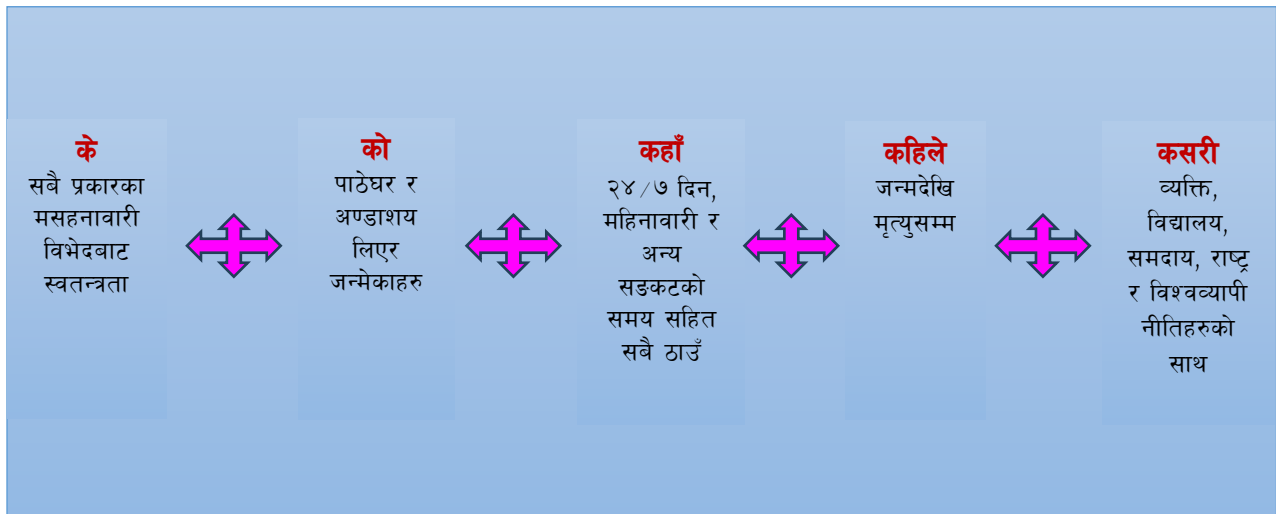 के
सबै प्रकारका
मसहनावारी
विभेदबाट
स्वतन्त्रता
को
पाठेघर र
अण्डाशय
लिएर
जन्मेकाहरु
कहाँ
२४/७ दिन,
महिनावारी र
अन्य
सङकटको
समय सहित
सबै ठाउँ
कहिले
जन्मदेखि
मृत्युसम्म
कसरी
व्यक्ति,
विद्यालय,
समदाय, राष्ट्र
र विश्वव्यापी
नीतिहरुको
साथ